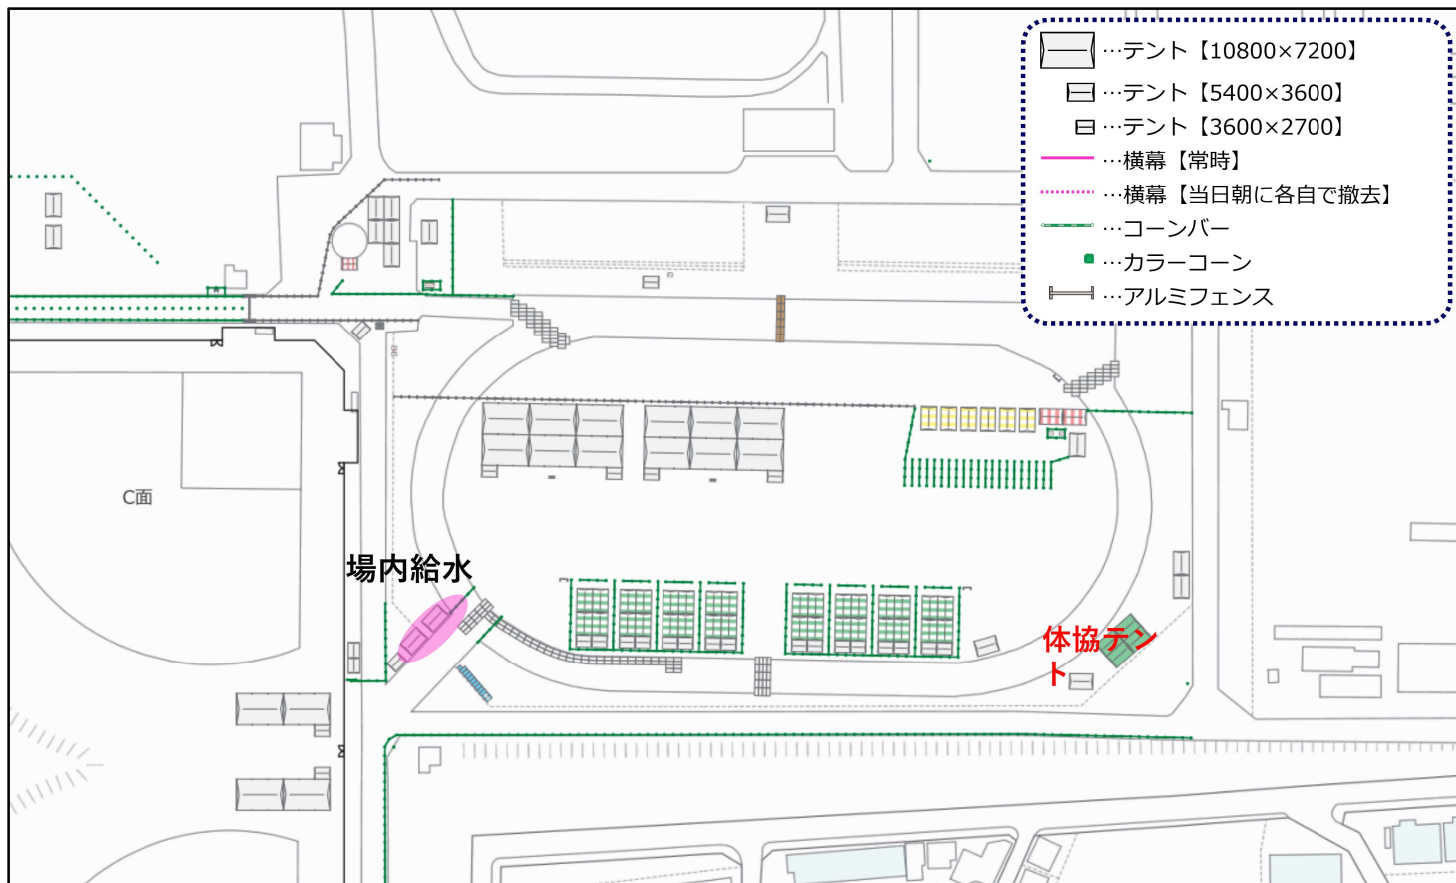 …テント【10800×7200】
…テント【5400×3600】
…テント【3600×2700】
…横幕【常時】
…横幕【当日朝に各自で撤去】
…コーンバー
…カラーコーン
…アルミフェンス
C面
場内給水
体協テン
ト